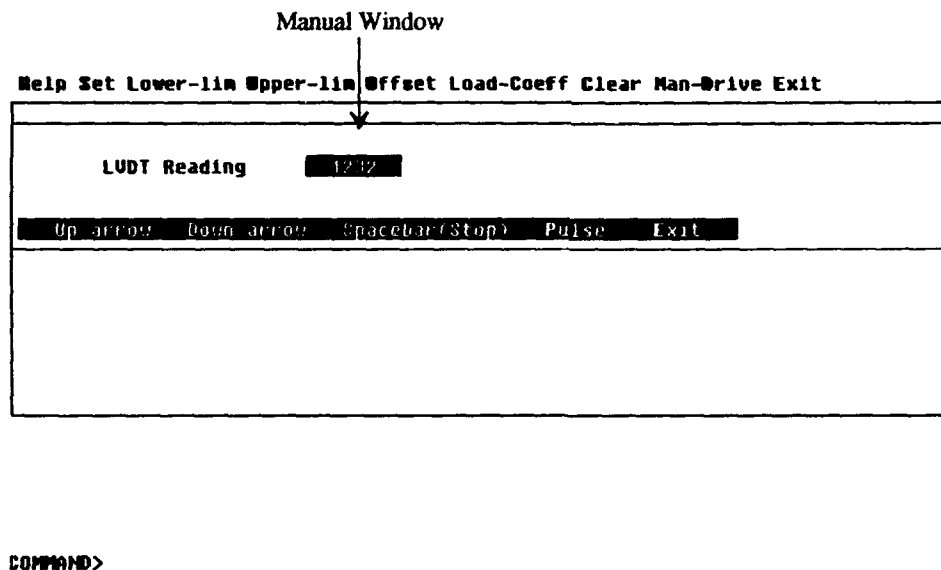 Manual Window
Help Set Lower-lim Upper-lim Offset Load-Coeff Clear Man-Drive Exit
LVDT Reading 1232
Up arrow Down arrow Spacebar(Stop) Pulse Exit
COMMAND>